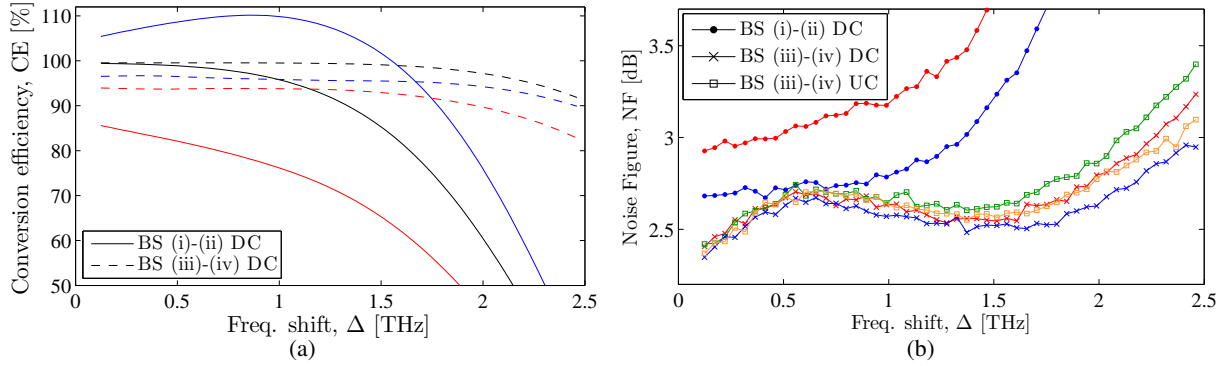 Conversion efficiency, CE [%]
110
100
90
80
70
60
50
BS (i)-(ii) DC
BS (iii)-(iv) DC
0
0.5
1
1.5
2
2.5
Freq. shift, Δ [THz]
(a)
Noise Figure, NF [dB]
3.5
3
2.5
BS (i)-(ii) DC
BS (iii)-(iv) DC
BS (iii)-(iv) UC
0
0.5
1
1.5
2
2.5
Freq. shift, Δ [THz]
(b)